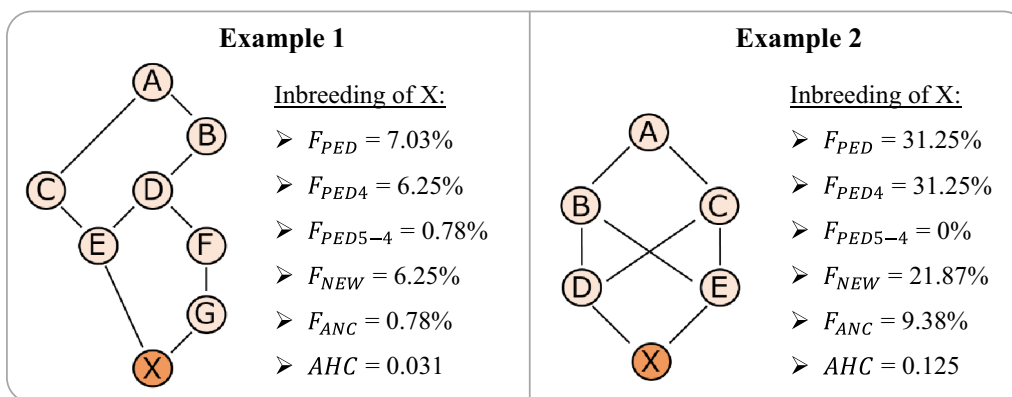 Example 1
A
B
C
D
E
F
G
X
Inbreeding of X:
➢ F_PED = 7.03%
➢ F_PED4 = 6.25%
➢ F_PED5−4 = 0.78%
➢ F_NEW = 6.25%
➢ F_ANC = 0.78%
➢ AHC = 0.031
Example 2
A
B
C
D
E
X
Inbreeding of X:
➢ F_PED = 31.25%
➢ F_PED4 = 31.25%
➢ F_PED5−4 = 0%
➢ F_NEW = 21.87%
➢ F_ANC = 9.38%
➢ AHC = 0.125